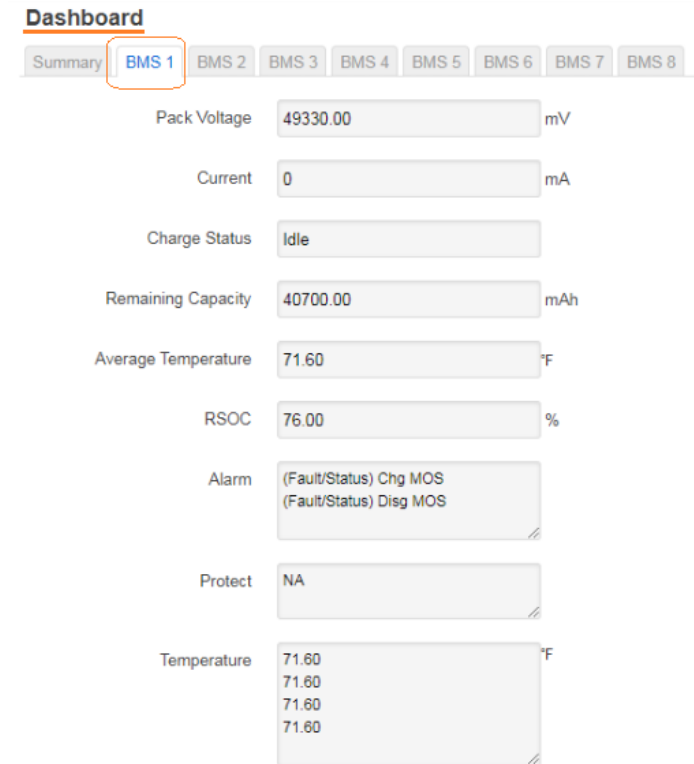 Dashboard
Summary BMS 1 BMS 2 BMS 3 BMS 4 BMS 5 BMS 6 BMS 7 BMS 8
Pack Voltage 49330.00 mV
Current 0 mA
Charge Status Idle
Remaining Capacity 40700.00 mAh
Average Temperature 71.60 °F
RSOC 76.00 %
Alarm (Fault/Status) Chg MOS
(Fault/Status) Disg MOS
Protect NA
Temperature 71.60 °F
71.60
71.60
71.60